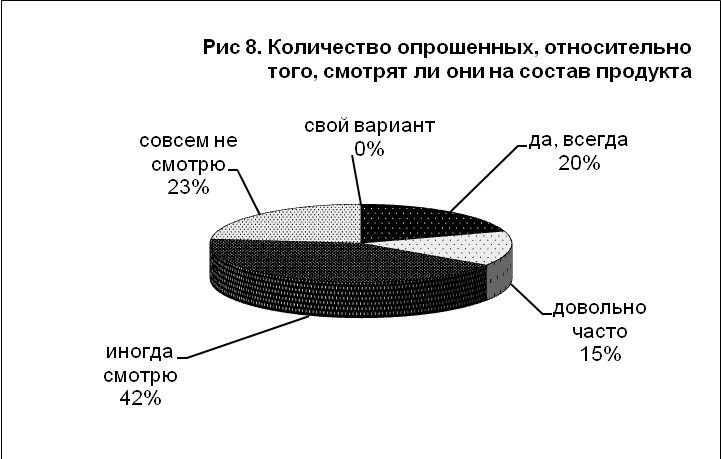 Рис 8. Количество опрошенных, относительно
того, смотрят ли они на состав продукта
свой вариант
0%
да, всегда
20%
совсем не
смотрю
23%
довольно
часто
15%
иногда
смотрю
42%